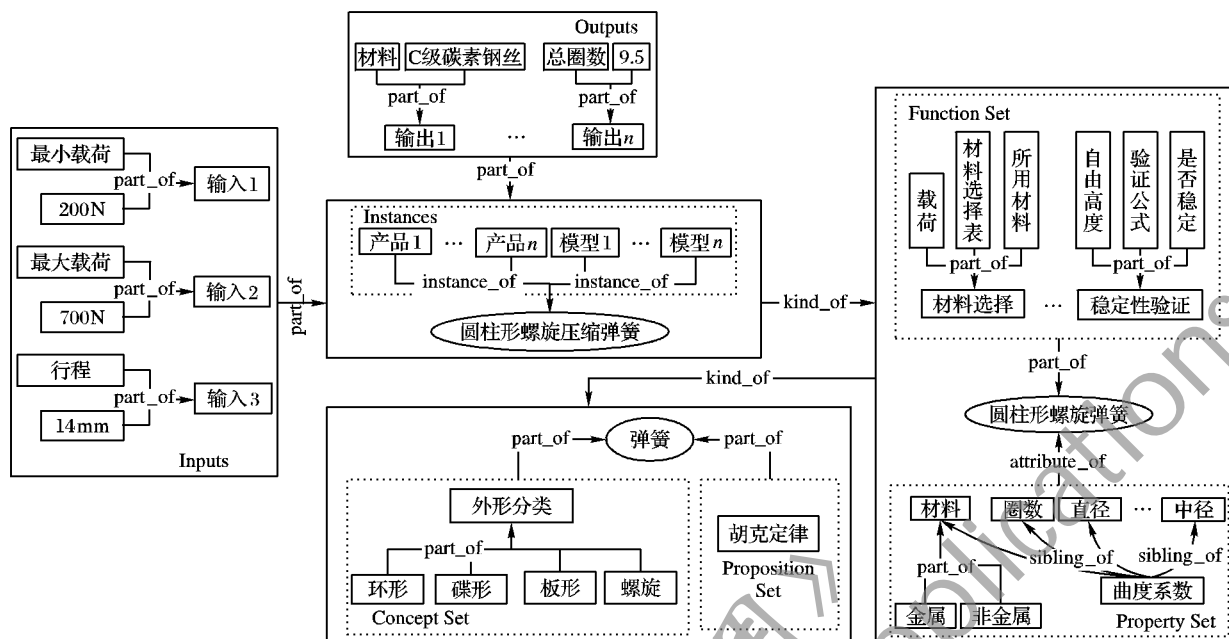 Outputs
材料 C级碳素钢丝 总圈数 9.5
part_of part_of
输出1 … 输出n
part_of
最小载荷
part_of 输入1
200N
最大载荷
part_of 输入2
700N
行程
part_of 输入3
14mm
Inputs
part_of
Instances
产品1 … 产品n 模型1 … 模型n
instance_of instance_of
圆柱形螺旋压缩弹簧
kind_of
Function Set
载荷 材料选择表 所用材料 自由高度 验证公式 是否稳定
part_of part_of
材料选择 … 稳定性验证
part_of
圆柱形螺旋弹簧
attribute_of
材料 圈数 直径 … 中径
part_of sibling_of sibling_of
曲度系数
金属 非金属 Property Set
kind_of
弹簧
part_of part_of
外形分类
part_of
环形 碟形 板形 螺旋
Concept Set
胡克定律
Proposition
Set
用》
pplications